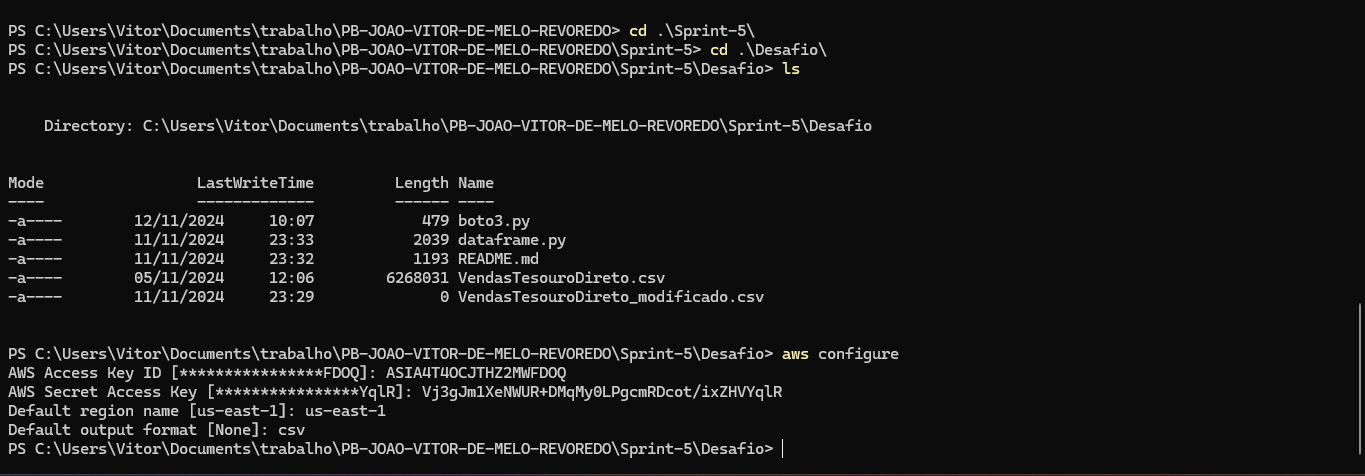 PS C:\Users\Vitor\Documents\trabalho\PB-JOAO-VITOR-DE-MELO-REVOREDO> cd .\Sprint-5\
PS C:\Users\Vitor\Documents\trabalho\PB-JOAO-VITOR-DE-MELO-REVOREDO\Sprint-5> cd .\Desafio\
PS C:\Users\Vitor\Documents\trabalho\PB-JOAO-VITOR-DE-MELO-REVOREDO\Sprint-5\Desafio> ls
Directory: C:\Users\Vitor\Documents\trabalho\PB-JOAO-VITOR-DE-MELO-REVOREDO\Sprint-5\Desafio
Mode LastWriteTime Length Name
---- ------------- ------ ----
-a---- 12/11/2024 10:07 479 boto3.py
-a---- 11/11/2024 23:33 2039 dataframe.py
-a---- 11/11/2024 23:32 1193 README.md
-a---- 05/11/2024 12:06 6268031 VendasTesouroDireto.csv
-a---- 11/11/2024 23:29 0 VendasTesouroDireto_modificado.csv
PS C:\Users\Vitor\Documents\trabalho\PB-JOAO-VITOR-DE-MELO-REVOREDO\Sprint-5\Desafio> aws configure
AWS Access Key ID [****************FDOQ]: ASIA4T4OCJTHZ2MWFDOQ
AWS Secret Access Key [****************YqlR]: Vj3gJm1XeNWUR+DMqMy0LPgcmRDcot/ixZHVYqlR
Default region name [us-east-1]: us-east-1
Default output format [None]: csv
PS C:\Users\Vitor\Documents\trabalho\PB-JOAO-VITOR-DE-MELO-REVOREDO\Sprint-5\Desafio>